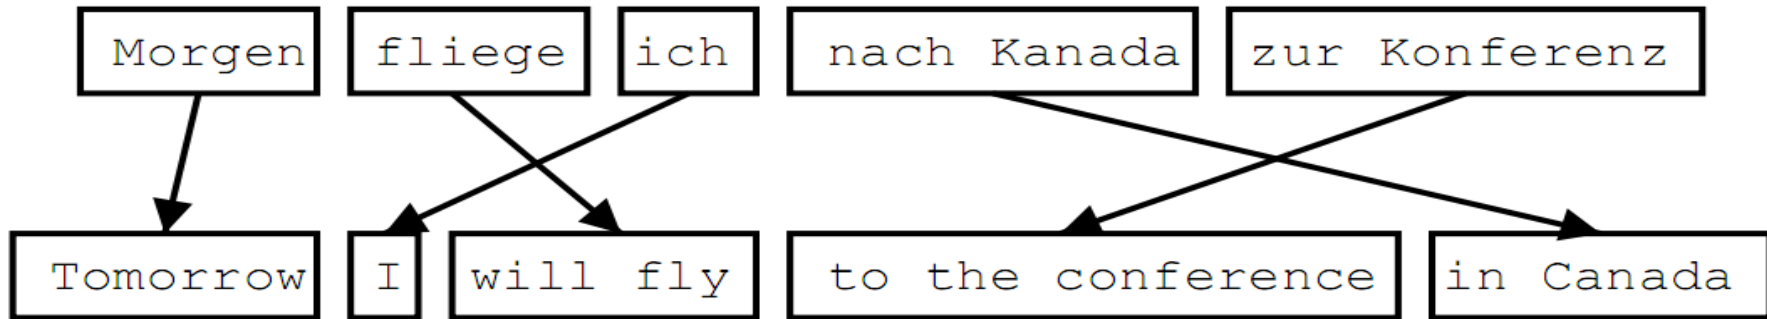 Morgen fliege ich nach Kanada zur Konferenz
Tomorrow I will fly to the conference in Canada